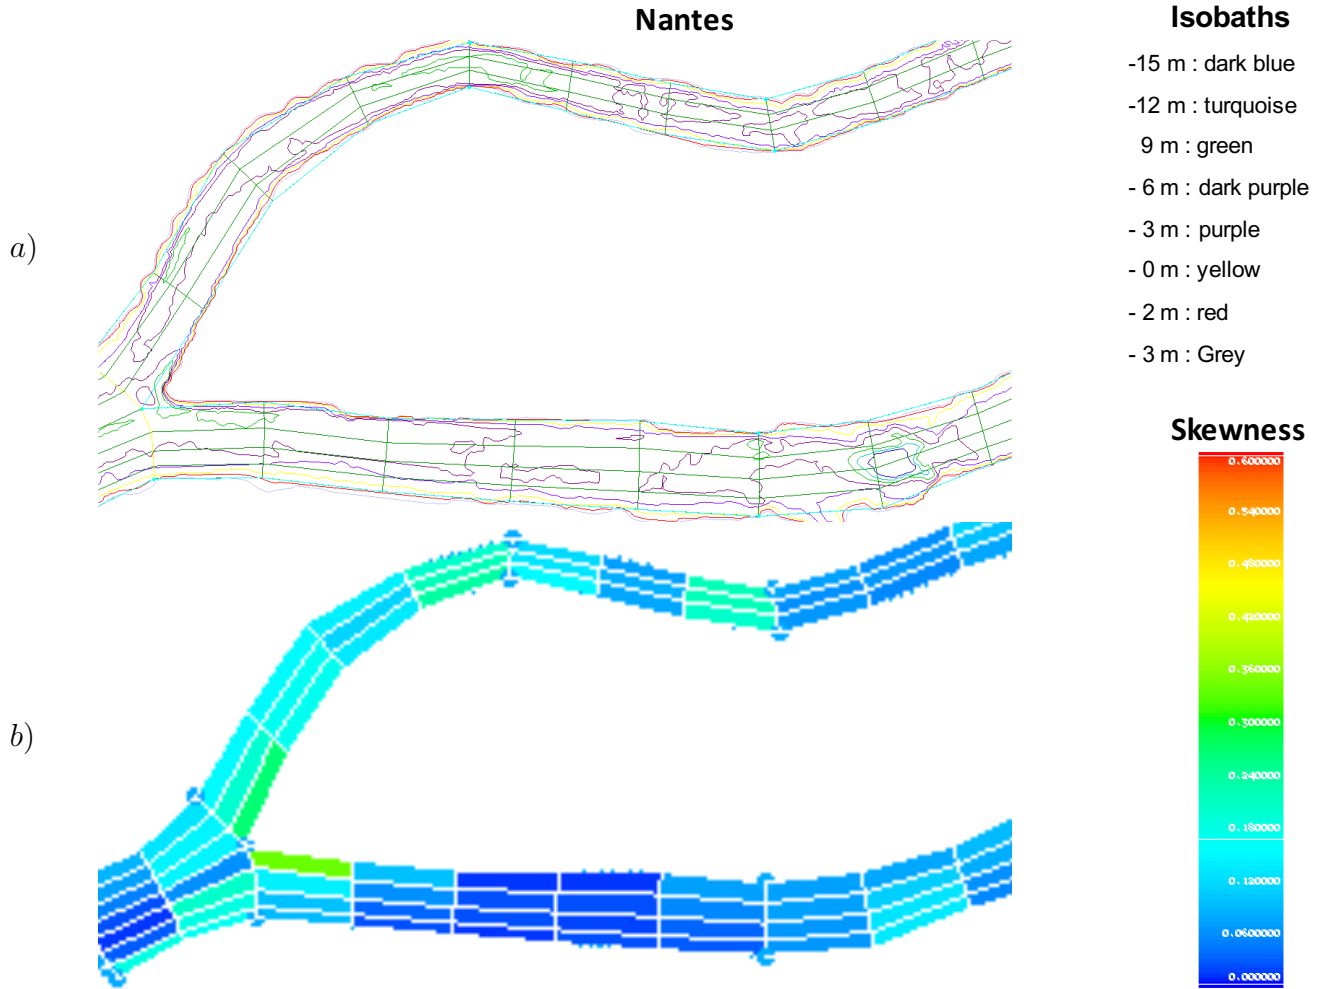 Nantes
Isobaths
-15 m : dark blue
-12 m : turquoise
9 m : green
- 6 m : dark purple
- 3 m : purple
- 0 m : yellow
- 2 m : red
- 3 m : Grey
a)
Skewness
0.600000
0.540000
0.480000
0.420000
0.360000
0.300000
0.240000
0.180000
0.120000
0.0600000
0.000000
b)